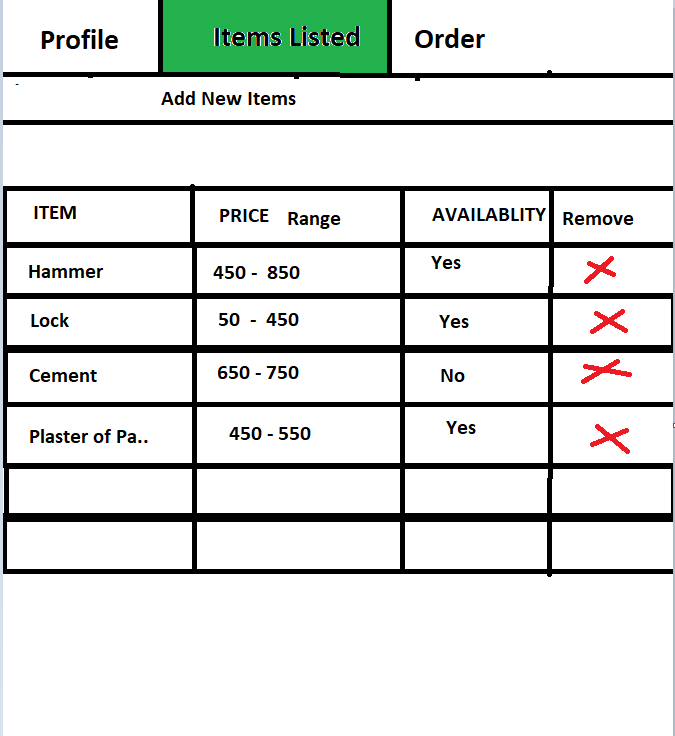 Profile Items Listed Order
Add New Items
ITEM PRICE Range AVAILABLITY Remove
Hammer 450 - 850 Yes
Lock 50 - 450 Yes
Cement 650 - 750 No
Plaster of Pa.. 450 - 550 Yes